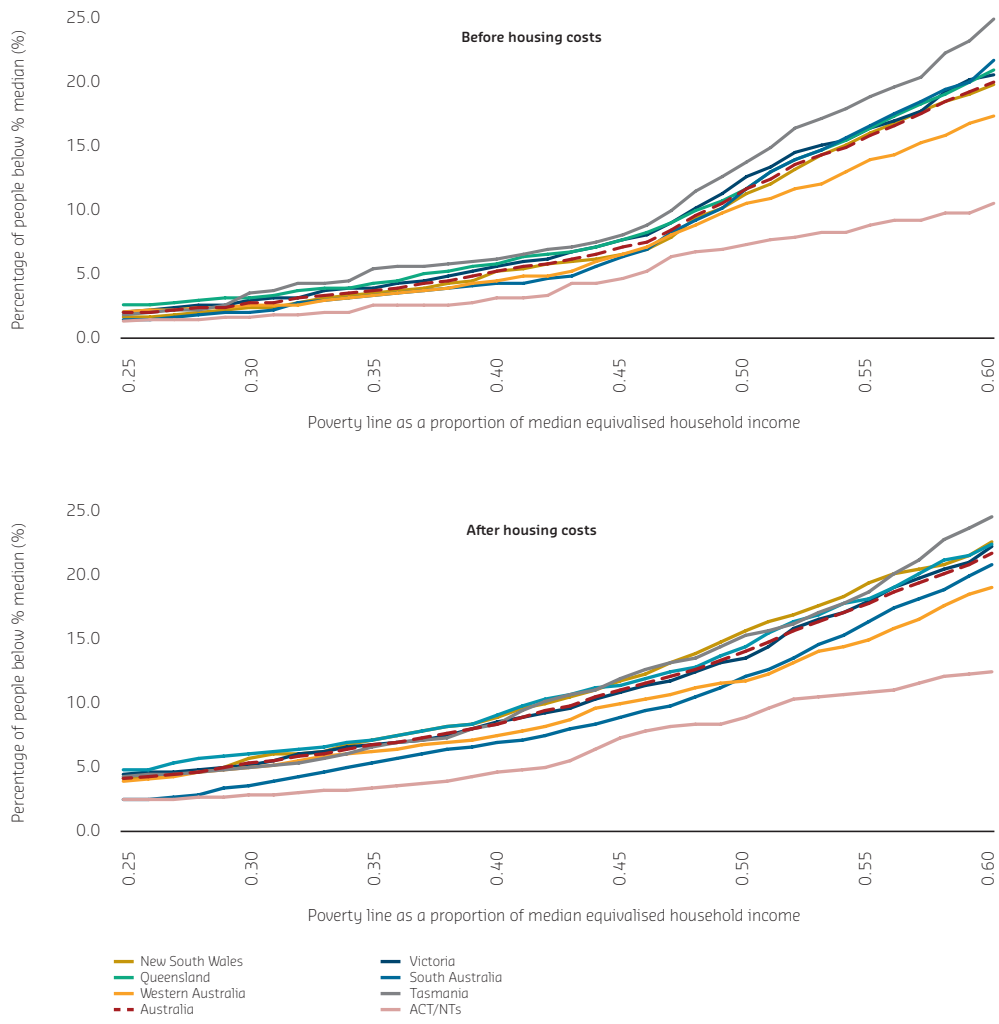 Before housing costs
Percentage of people below % median (%)
25.0
20.0
15.0
10.0
5.0
0.0
0.25 0.30 0.35 0.40 0.45 0.50 0.55 0.60
Poverty line as a proportion of median equivalised household income
After housing costs
Percentage of people below % median (%)
25.0
20.0
15.0
10.0
5.0
0.0
0.25 0.30 0.35 0.40 0.45 0.50 0.55 0.60
Poverty line as a proportion of median equivalised household income
New South Wales
Queensland
Western Australia
Australia
Victoria
South Australia
Tasmania
ACT/NTs